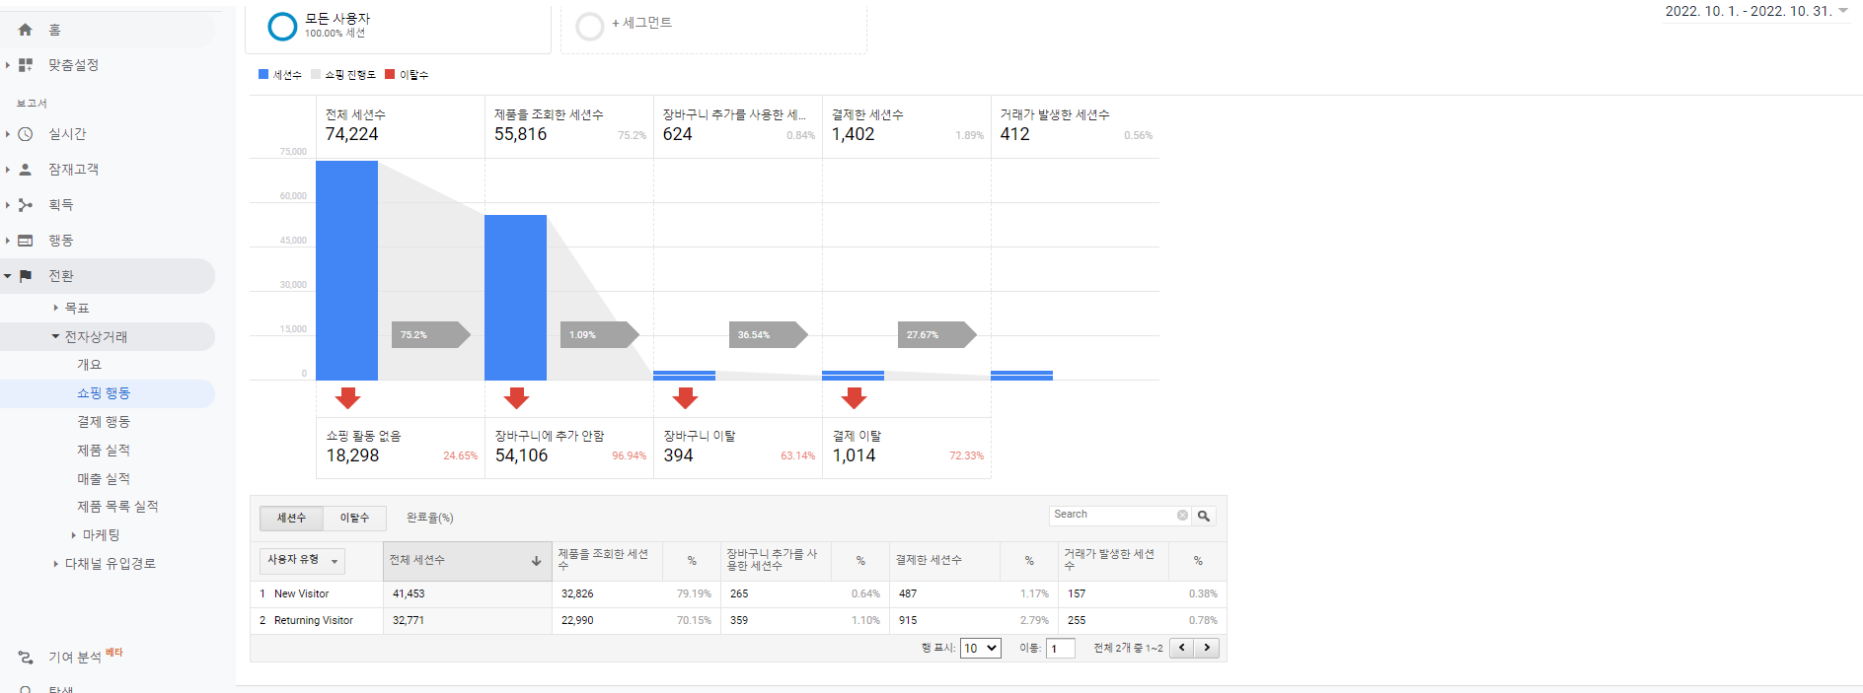 모든 사용자
100.00% 세션
+ 세그먼트
2022. 10. 1. - 2022. 10. 31.
홈
맞춤설정
보고서
실시간
잠재고객
획득
행동
전환
목표
전자상거래
개요
쇼핑 행동
결제 행동
제품 실적
매출 실적
제품 목록 실적
마케팅
다채널 유입경로
기여 분석 베타
탐색
세션수 쇼핑 진행도 이탈수
전체 세션수
74,224
제품을 조회한 세션수
55,816 75.2%
장바구니 추가를 사용한 세...
624 0.84%
결제한 세션수
1,402 1.89%
거래가 발생한 세션수
412 0.56%
75,000
60,000
45,000
30,000
15,000
0
75.2% 1.09% 36.54% 27.67%
쇼핑 활동 없음
18,298 24.65%
장바구니에 추가 안함
54,106 96.94%
장바구니 이탈
394 63.14%
결제 이탈
1,014 72.33%
세션수 이탈수 완료율(%) Search
사용자 유형 전체 세션수 제품을 조회한 세션수 % 장바구니 추가를 사용한 세션수 % 결제한 세션수 % 거래가 발생한 세션수 %
1 New Visitor 41,453 32,826 79.19% 265 0.64% 487 1.17% 157 0.38%
2 Returning Visitor 32,771 22,990 70.15% 359 1.10% 915 2.79% 255 0.78%
행 표시: 10 이동: 1 전체 2개 중 1~2